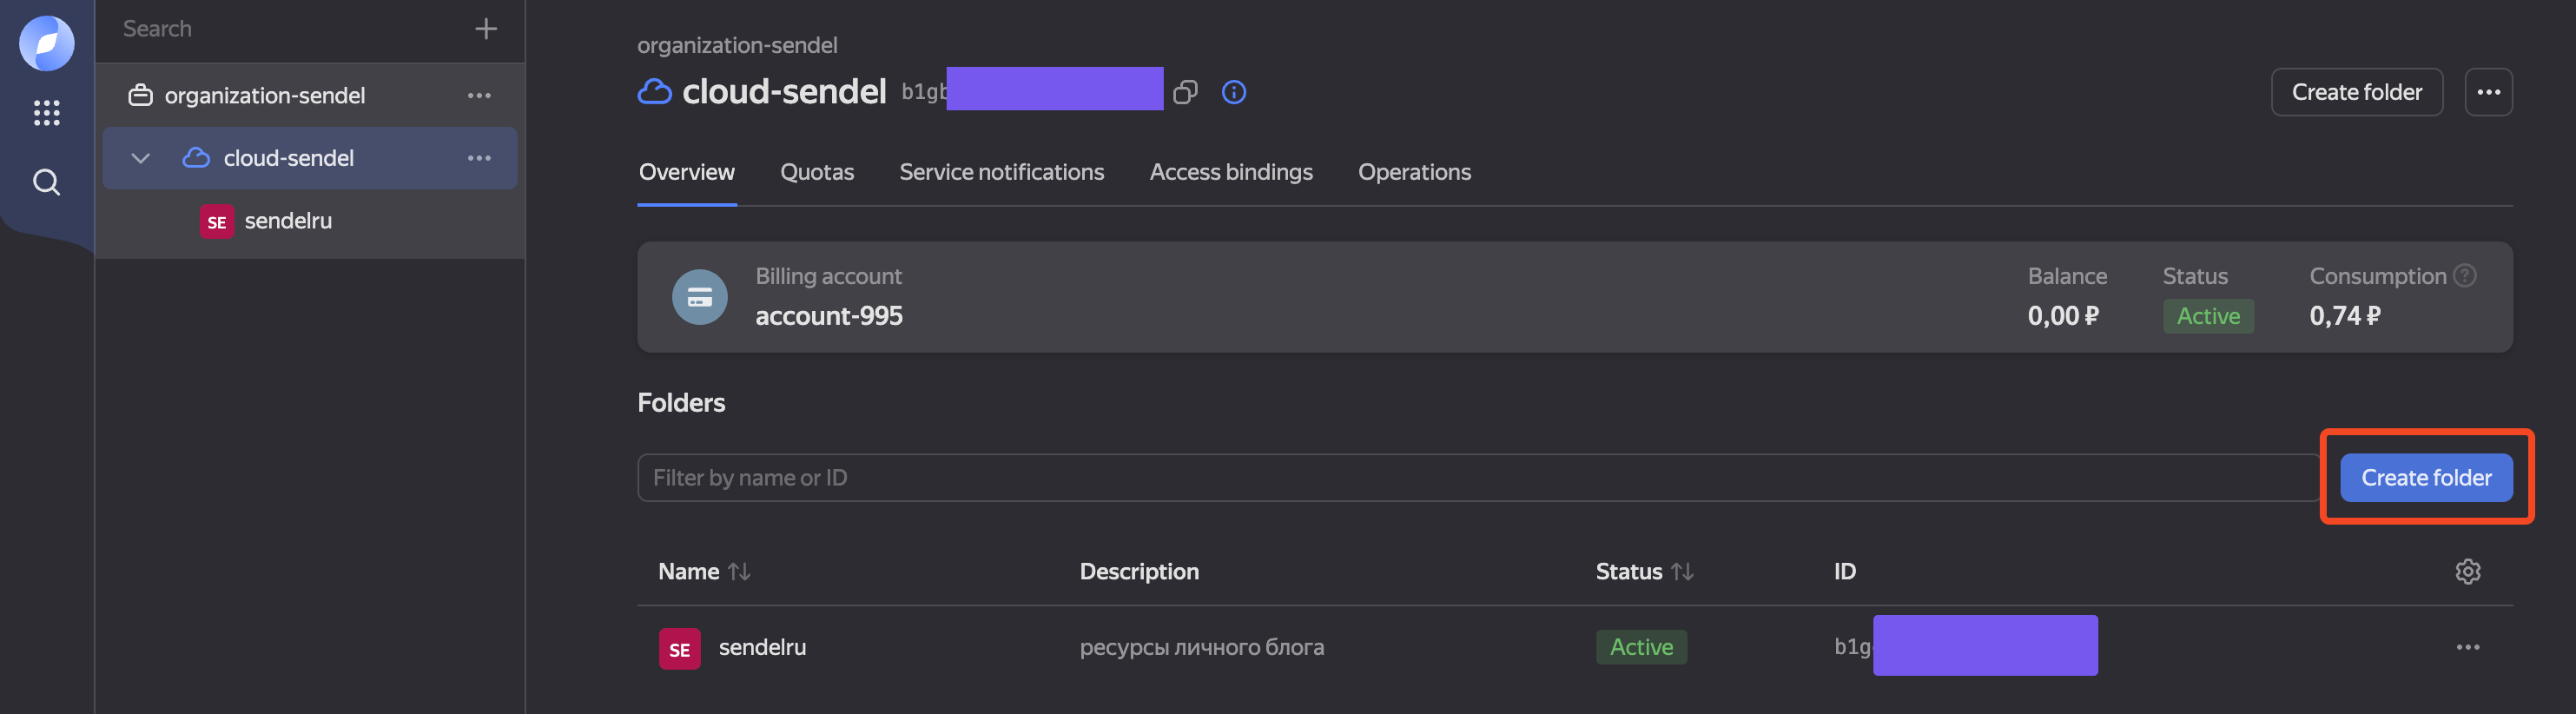 Search
organization-sendel
cloud-sendel
SE sendelru
organization-sendel
cloud-sendel b1gb
Create folder
Overview Quotas Service notifications Access bindings Operations
Billing account
account-995
Balance Status Consumption
0,00 ₽ Active 0,74 ₽
Folders
Filter by name or ID
Create folder
Name Description Status ID
SE sendelru ресурсы личного блога Active b1g